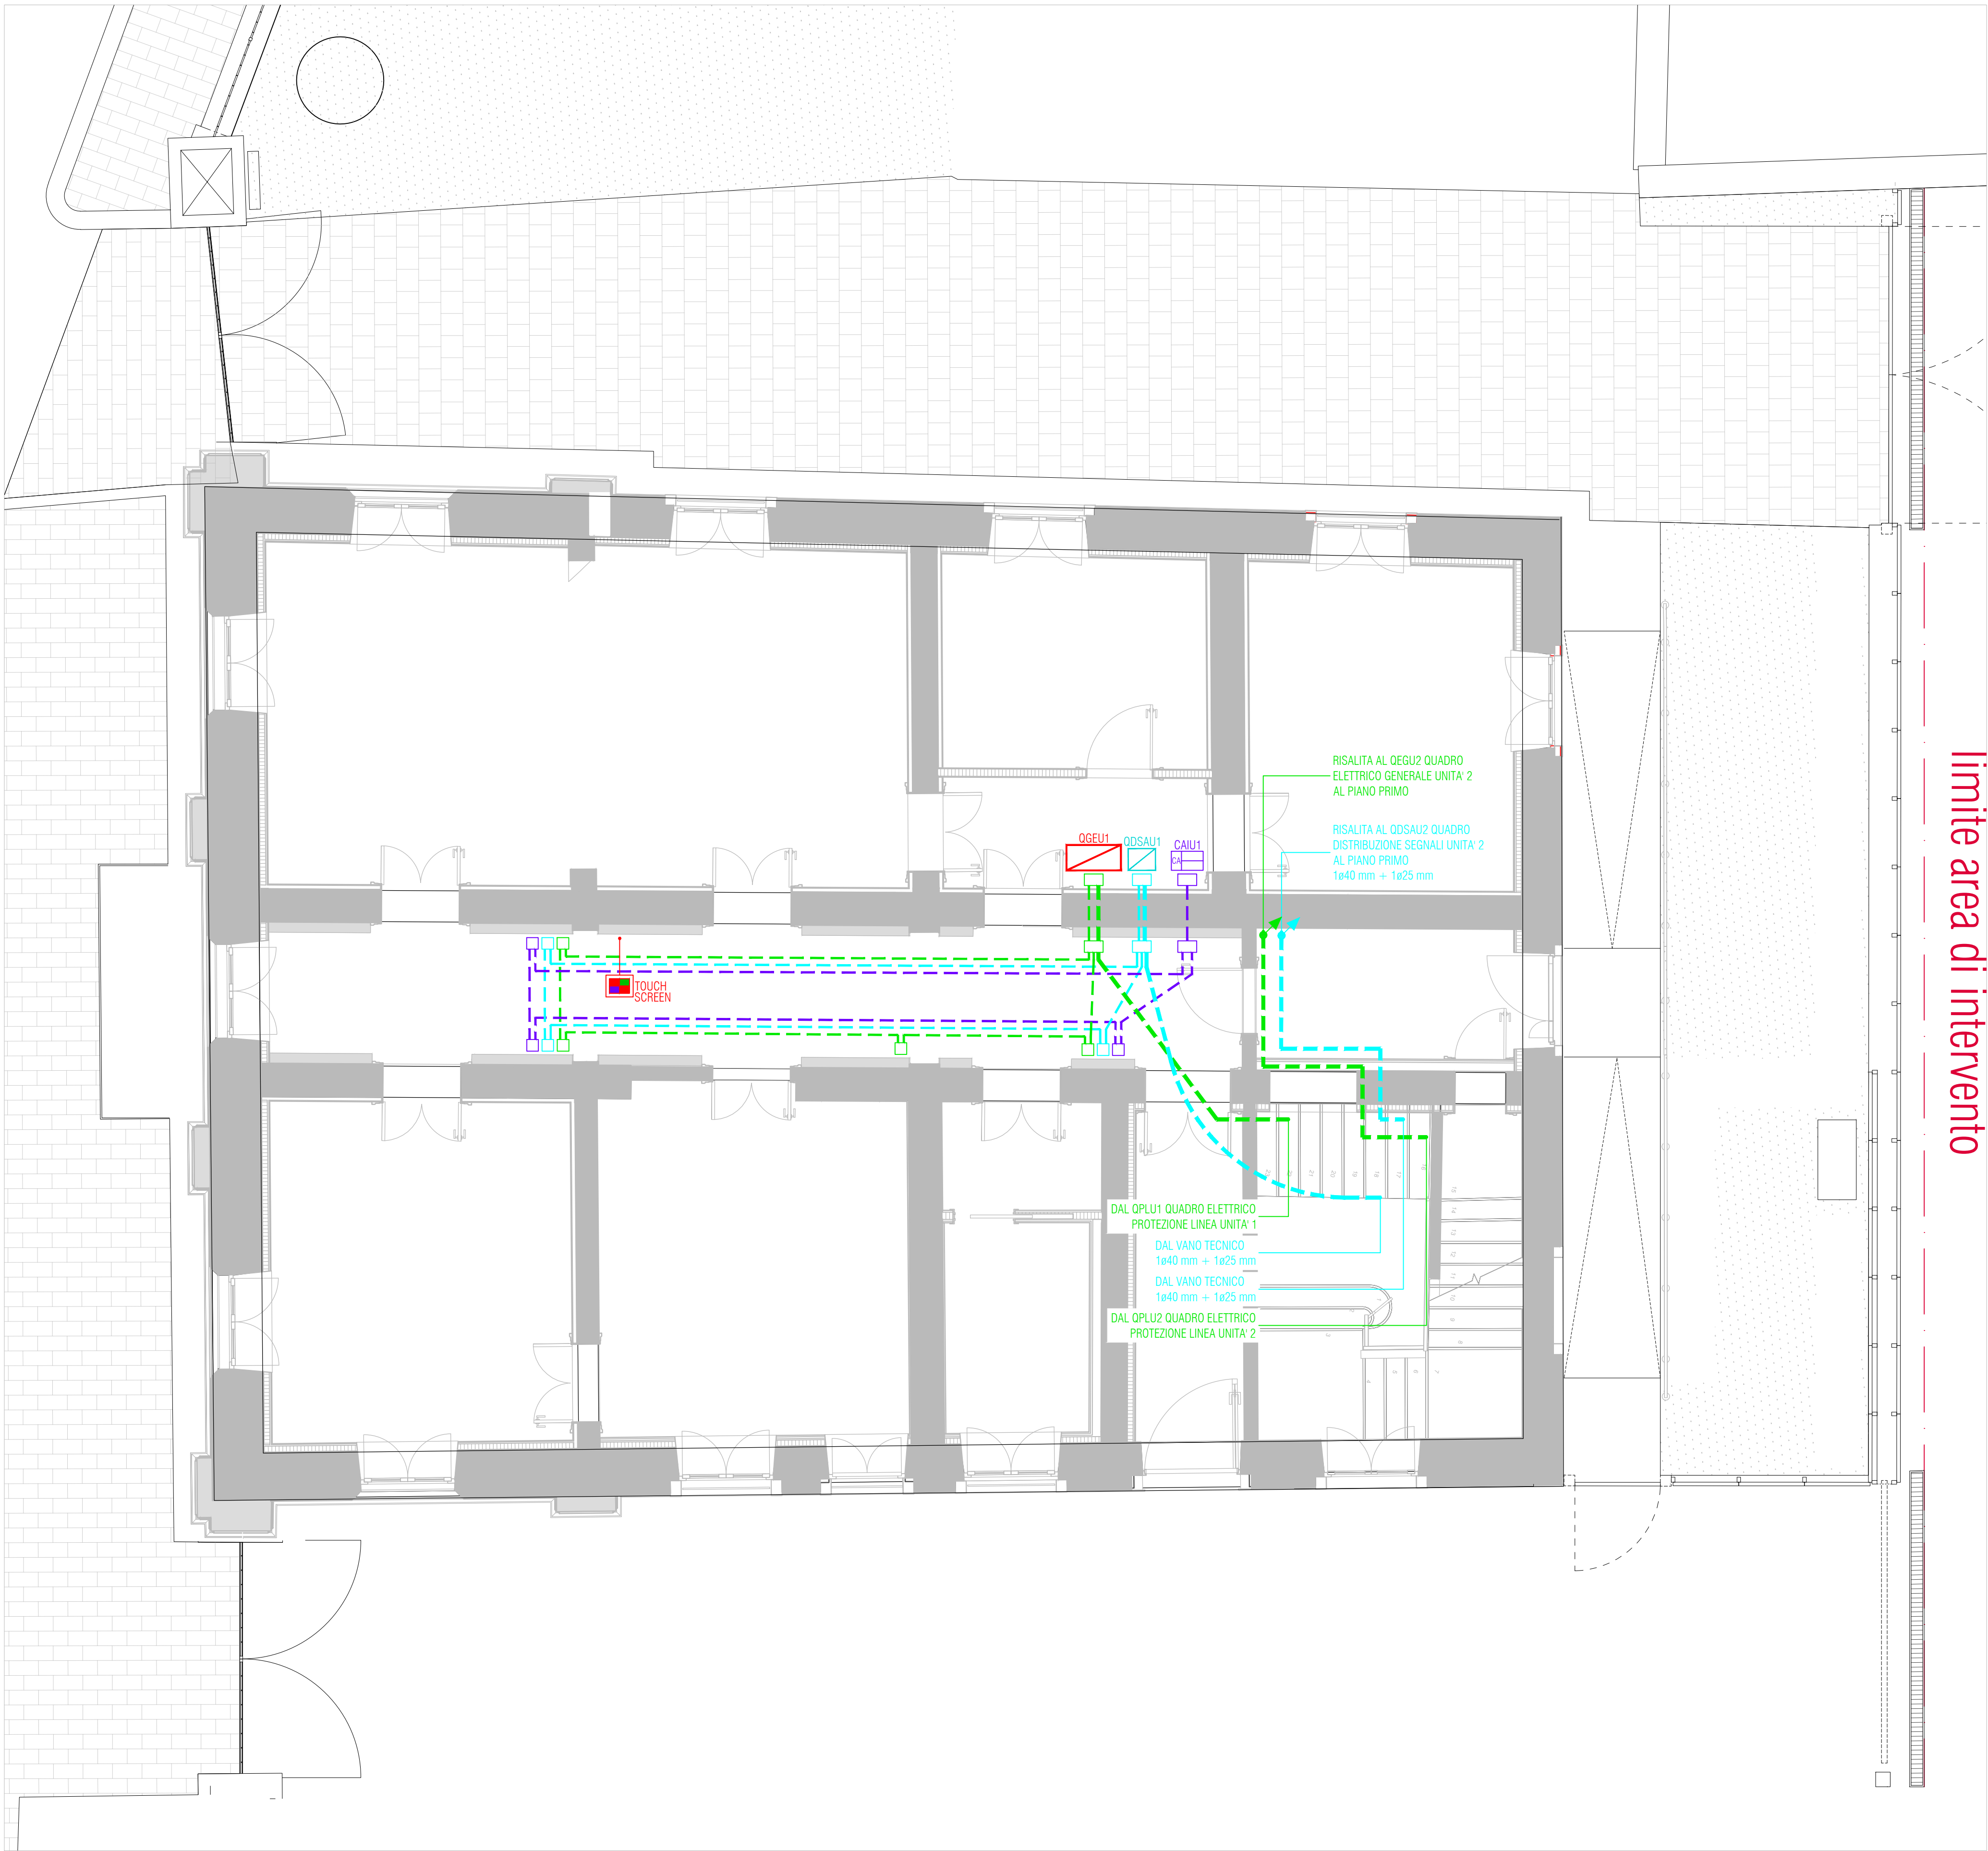 RISALITA AL QEGU2 QUADRO
ELETTRICO GENERALE UNITA' 2
AL PIANO PRIMO
RISALITA AL QDSAU2 QUADRO
DISTRIBUZIONE SEGNALI UNITA' 2
AL PIANO PRIMO
1ø40 mm + 1ø25 mm
QGEU1
QDSAU1
CAIU1
CA
TOUCH
SCREEN
DAL QPLU1 QUADRO ELETTRICO
PROTEZIONE LINEA UNITA' 1
DAL VANO TECNICO
1ø40 mm + 1ø25 mm
DAL VANO TECNICO
1ø40 mm + 1ø25 mm
DAL QPLU2 QUADRO ELETTRICO
PROTEZIONE LINEA UNITA' 2
limite area di intervento